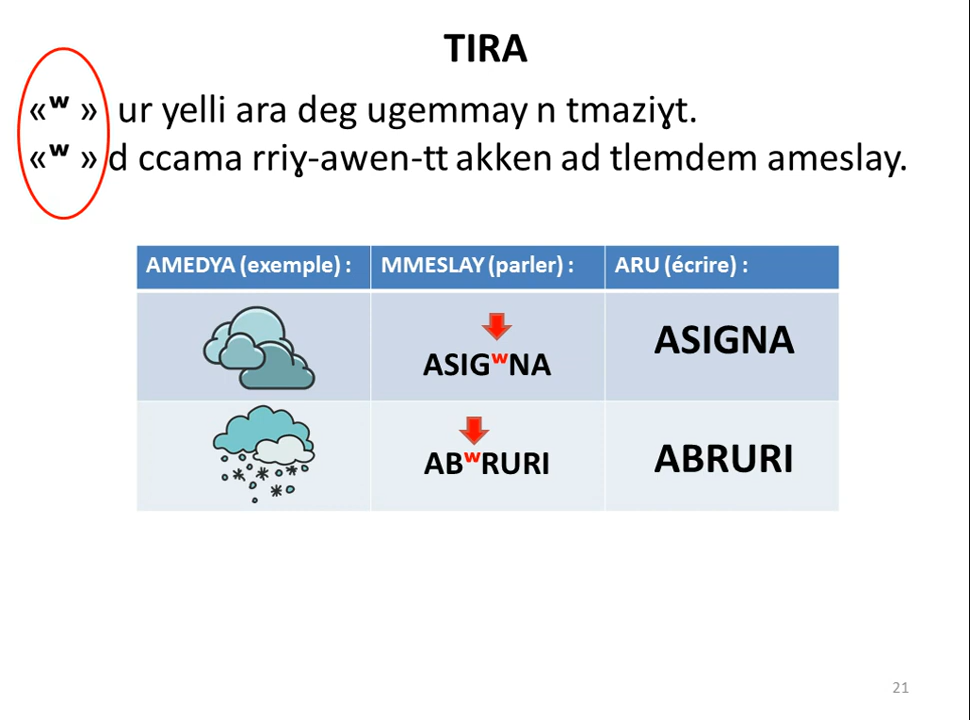 TIRA
«ʷ » ur yelli ara deg ugemmay n tmaziɣt.
«ʷ » d ccama rriɣ-awen-tt akken ad tlemdem ameslay.
AMEDYA (exemple) : MMESLAY (parler) : ARU (écrire) :
ASIGʷNA ASIGNA
ABʷRURI ABRURI
21